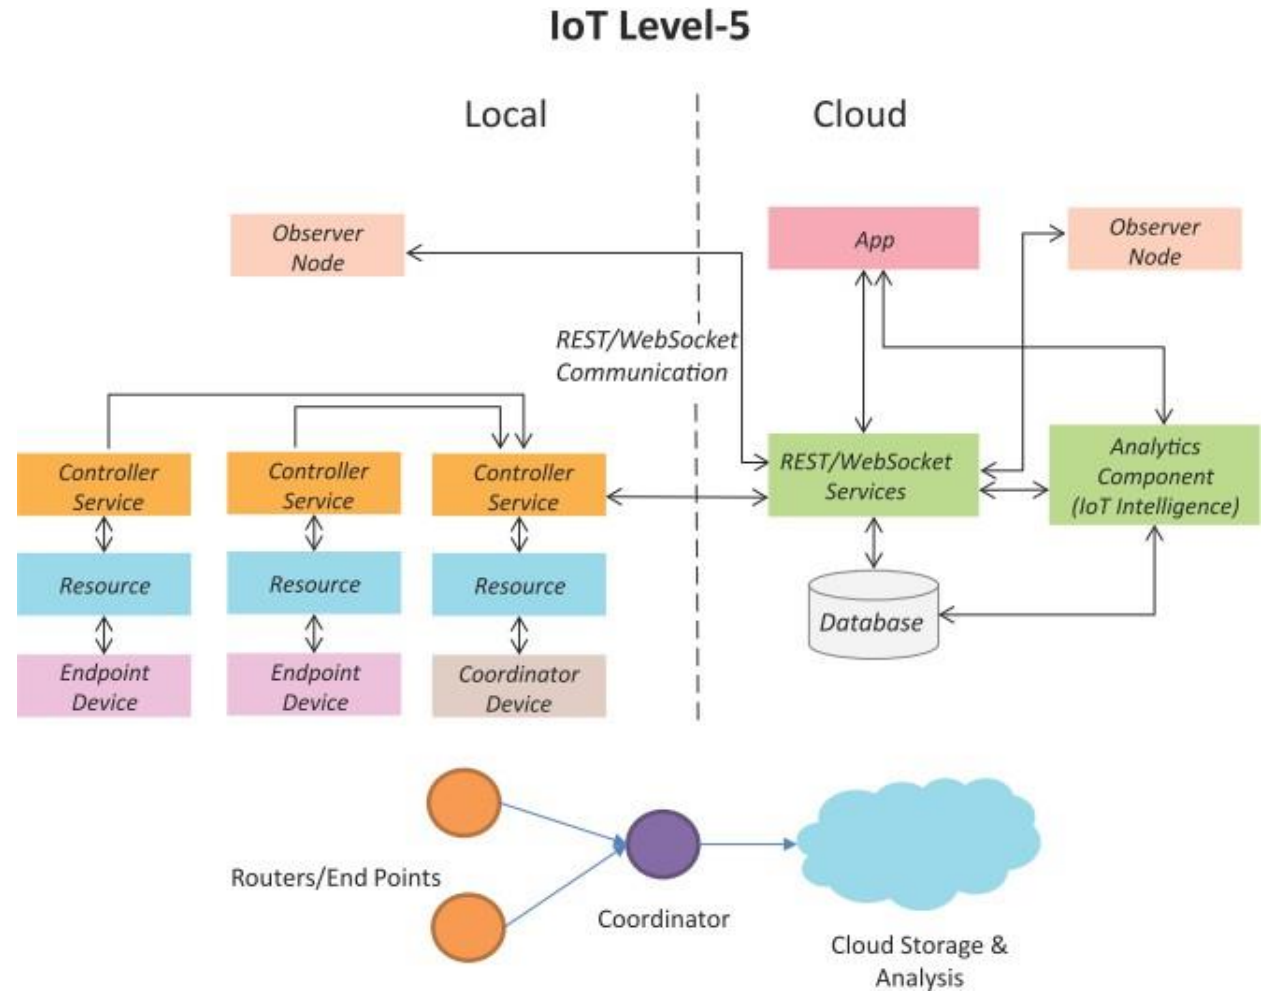 IoT Level-5
Local
Cloud
Observer
Node
App
Observer
Node
REST/WebSocket
Communication
Controller
Service
Controller
Service
Controller
Service
REST/WebSocket
Services
Analytics
Component
(IoT Intelligence)
Resource
Resource
Resource
Database
Endpoint
Device
Endpoint
Device
Coordinator
Device
Routers/End Points
Coordinator
Cloud Storage &
Analysis